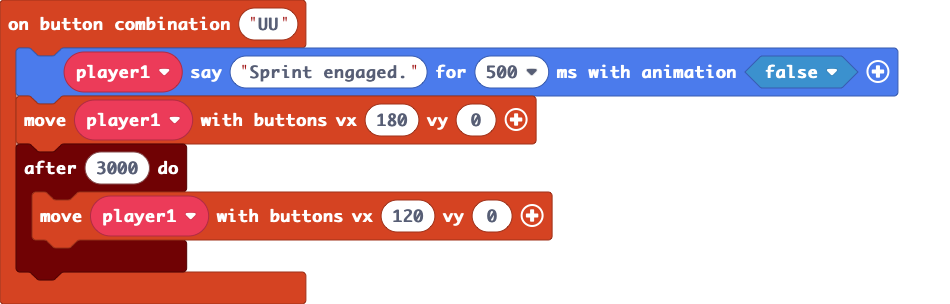 on button combination "UU"
player1 say "Sprint engaged." for 500 ms with animation false
move player1 with buttons vx 180 vy 0
after 3000 do
move player1 with buttons vx 120 vy 0